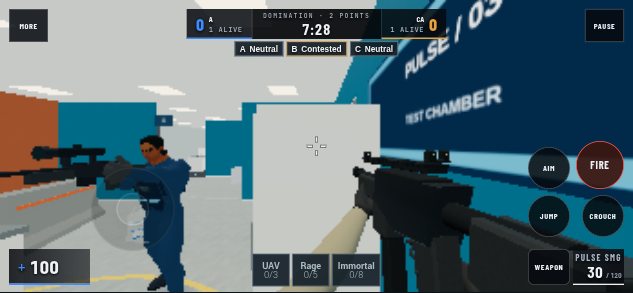 MORE
0 A
1 ALIVE
DOMINATION · 2 POINTS
7:28
CA 0
1 ALIVE
PAUSE
A Neutral
B Contested
C Neutral
PULSE / 03
TEST CHAMBER
AIM
FIRE
JUMP
CROUCH
+ 100
UAV
0/3
Rage
0/5
Immortal
0/8
WEAPON
PULSE SMG
30 / 120